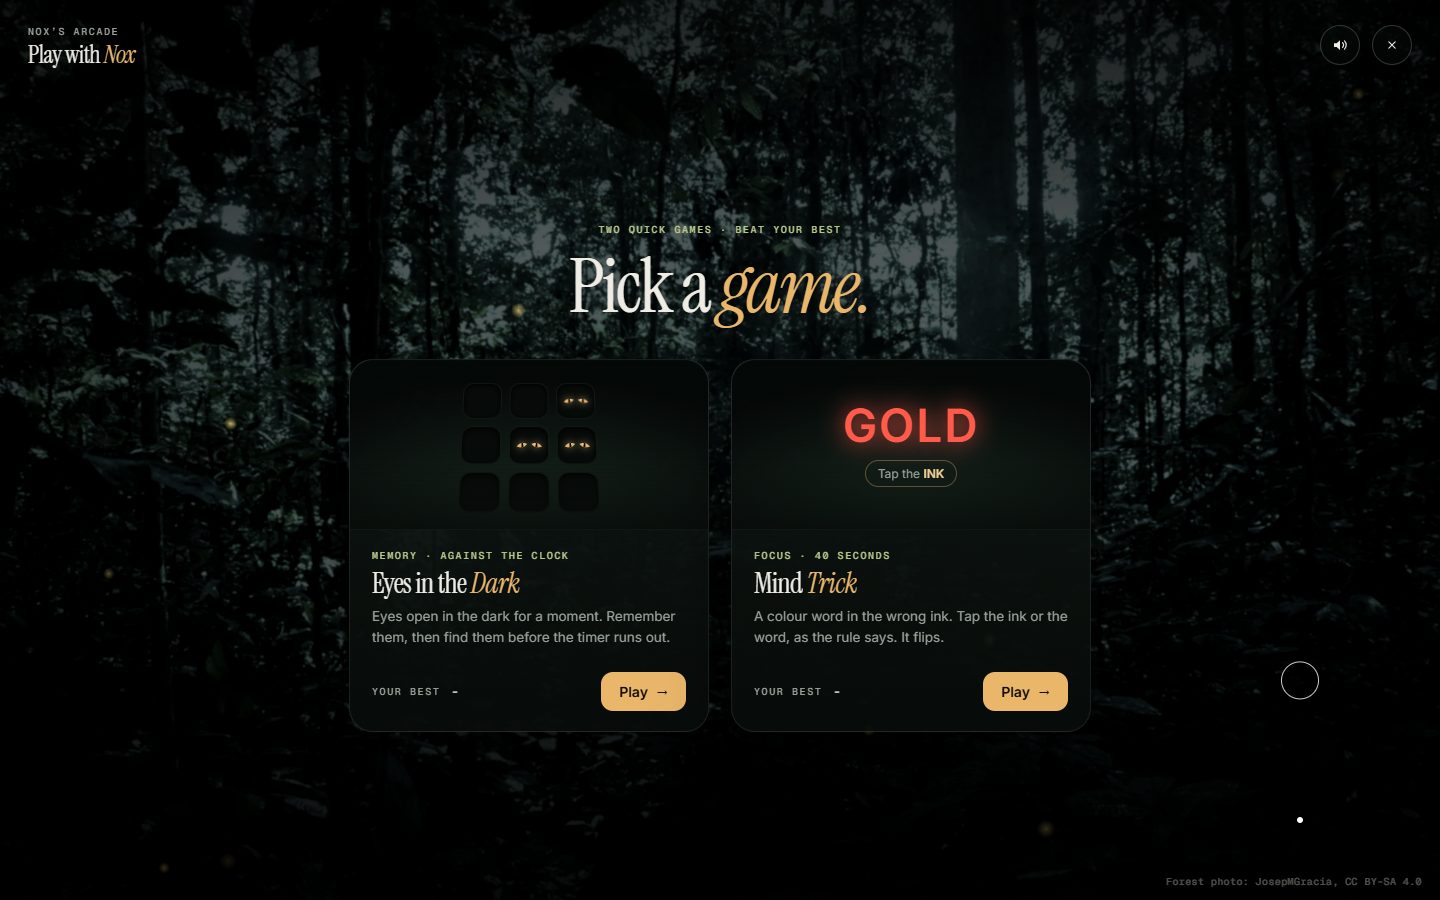 NOX'S ARCADE
Play with Nox
TWO QUICK GAMES · BEAT YOUR BEST
Pick a game.
GOLD
Tap the INK
MEMORY · AGAINST THE CLOCK
Eyes in the Dark
Eyes open in the dark for a moment. Remember
them, then find them before the timer runs out.
YOUR BEST -
Play →
FOCUS · 40 SECONDS
Mind Trick
A colour word in the wrong ink. Tap the ink or the
word, as the rule says. It flips.
YOUR BEST -
Play →
Forest photo: JosepMGracia, CC BY-SA 4.0